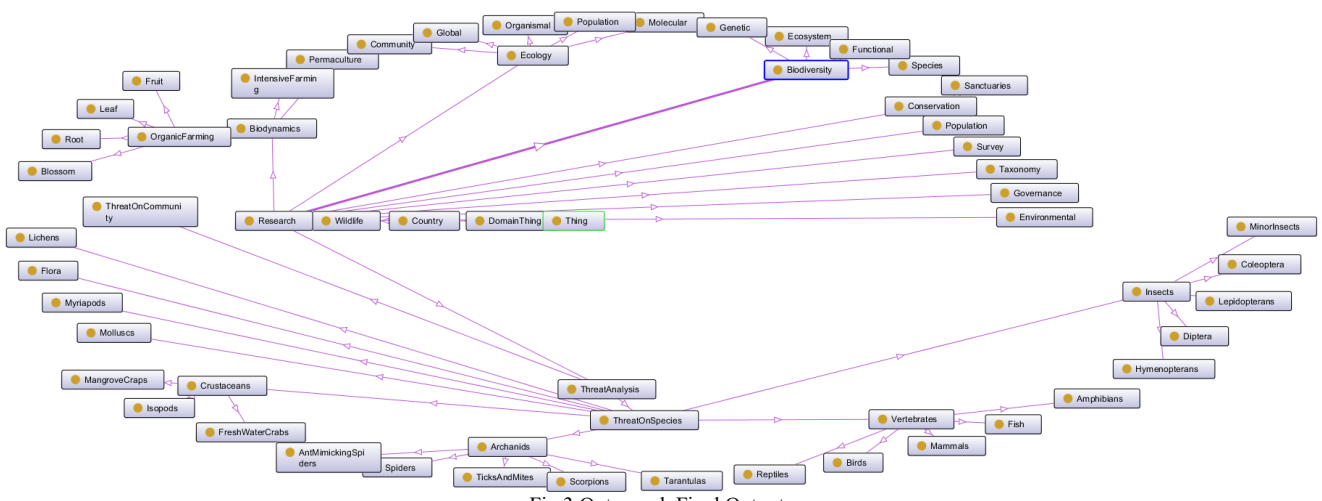 Population
Molecular
Genetic
Organismal
Global
Community
Ecology
Ecosystem
Functional
Permaculture
Species
Biodiversity
IntensiveFarmin
g
Fruit
Sanctuaries
Leaf
Conservation
Population
Biodynamics
OrganicFarming
Root
Survey
Taxonomy
Blossom
Governance
ThreatOnCommuni
ty
Research
Wildlife
Country
DomainThing
Thing
Environmental
MinorInsects
Lichens
Coleoptera
Flora
Insects
Lepidopterans
Myriapods
Molluscs
Diptera
Hymenopterans
MangroveCraps
Crustaceans
ThreatAnalysis
Amphibians
Isopods
ThreatOnSpecies
Vertebrates
Fish
FreshWaterCrabs
Mammals
Archanids
AntMimickingSpi
ders
Spiders
Birds
Reptiles
TicksAndMites
Scorpions
Tarantulas